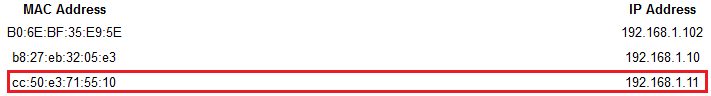 MAC Address IP Address
B0:6E:BF:35:E9:5E 192.168.1.102
b8:27:eb:32:05:e3 192.168.1.10
cc:50:e3:71:55:10 192.168.1.11